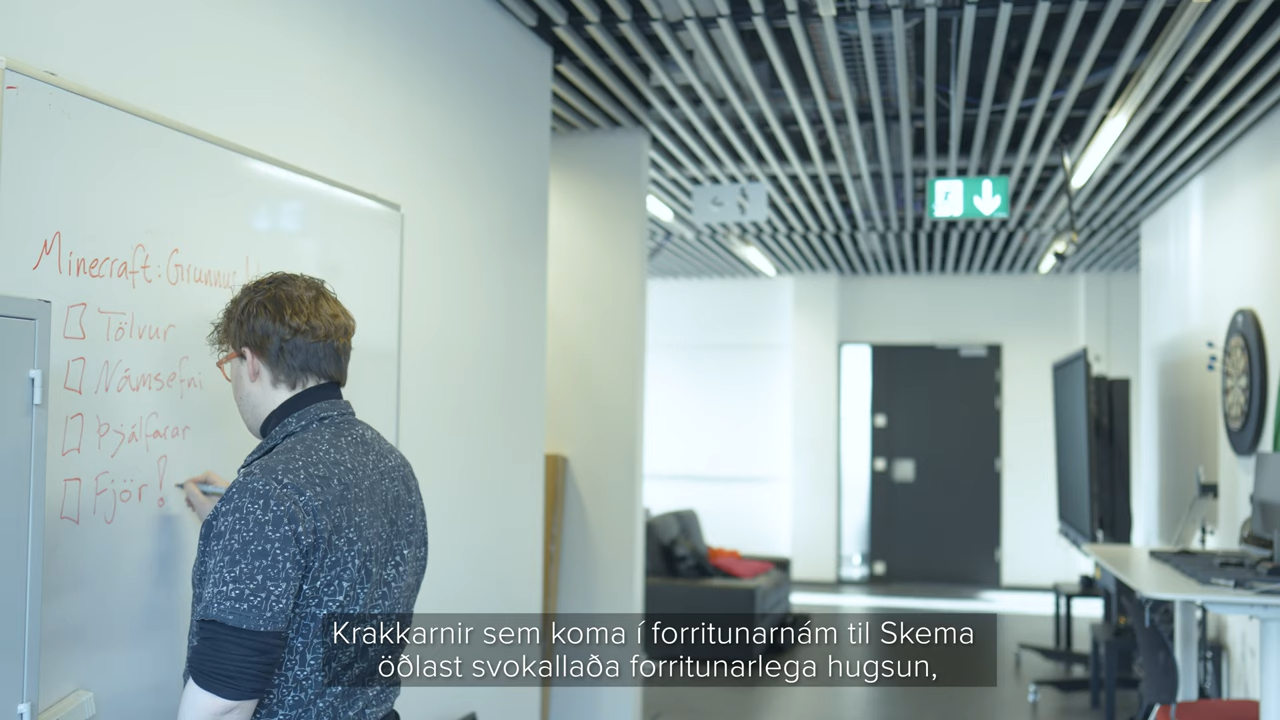 Minecraft: Grunnur
Tölvur
Námsefni
Þjálfarar
Fjör!
Krakkarnir sem koma í forritunarnám til Skema
öðlast svokallaða forritunarlega hugsun,